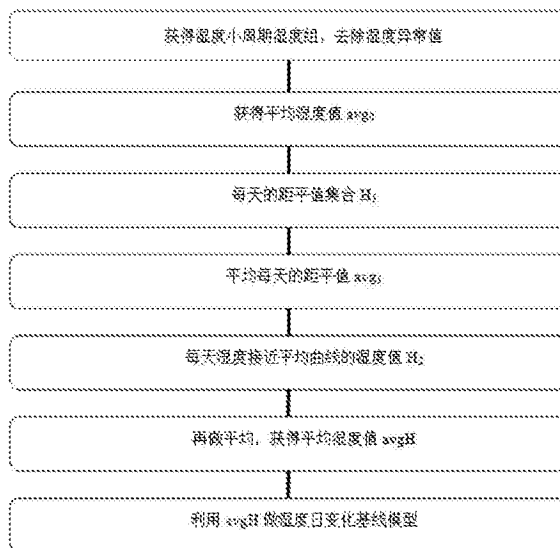 获得湿度小周期湿度组，去除湿度异常值
获得平均湿度值 avg₁
每天的距平值集合 H₁
平均每天的距平值 avg₂
每天湿度接近平均曲线的湿度值 H₂
再做平均，获得平均湿度值 avgH
利用 avgH 做湿度日变化基线模型